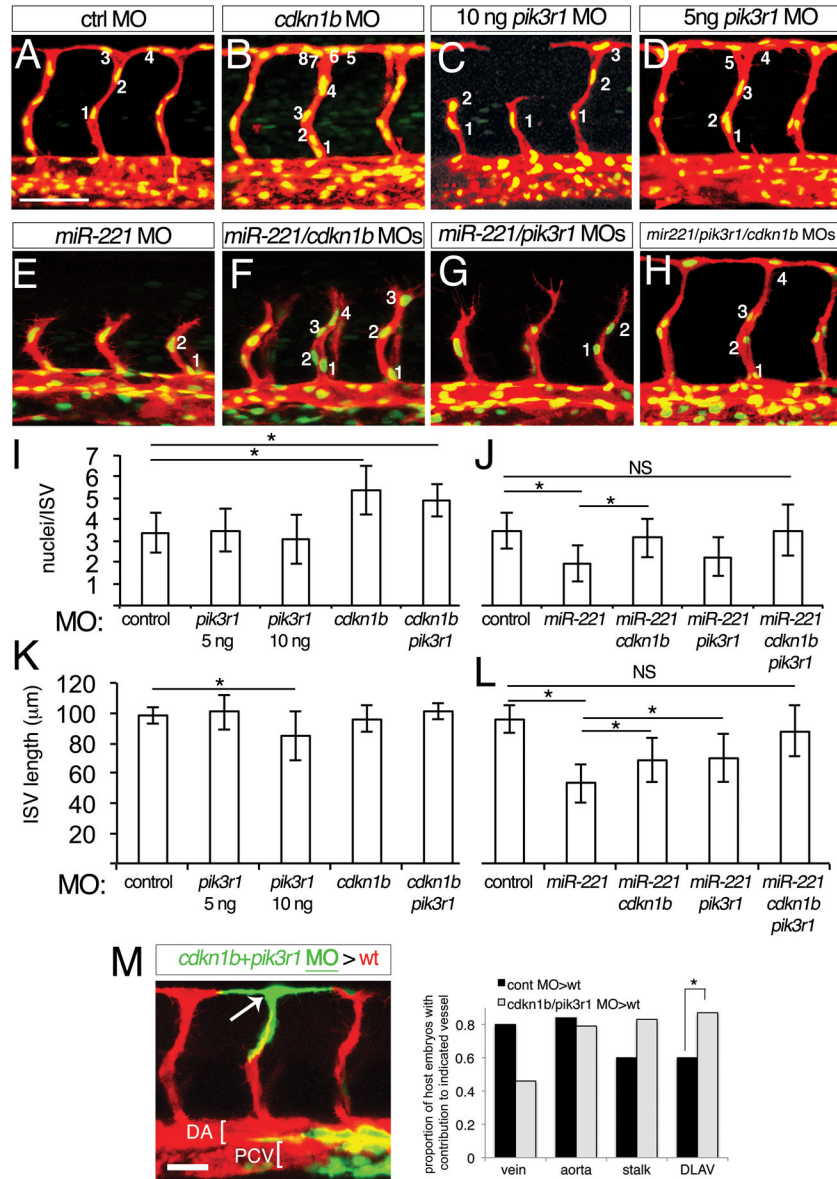 ctrl MO
cdkn1b MO
10 ng pik3r1 MO
5ng pik3r1 MO
A
3
4
2
1
B
8
7
6
5
4
3
2
1
C
3
2
2
1
1
1
D
5
4
3
2
1
miR-221 MO
miR-221/cdkn1b MOs
miR-221/pik3r1 MOs
mir221/pik3r1/cdkn1b MOs
E
2
1
F
3
4
3
2
2
1
1
G
2
1
H
4
3
2
1
I
nuclei/ISV
7
6
5
4
3
2
1
*
*
MO:
control
pik3r1
5 ng
pik3r1
10 ng
cdkn1b
cdkn1b
pik3r1
J
NS
*
*
control
miR-221
miR-221
cdkn1b
miR-221
pik3r1
miR-221
cdkn1b
pik3r1
K
ISV length (µm)
120
100
80
60
40
20
*
MO:
control
pik3r1
5 ng
pik3r1
10 ng
cdkn1b
cdkn1b
pik3r1
L
NS
*
*
*
control
miR-221
miR-221
cdkn1b
miR-221
pik3r1
miR-221
cdkn1b
pik3r1
M
cdkn1b+pik3r1 MO > wt
DA [
PCV [
cont MO>wt
cdkn1b/pik3r1 MO>wt
*
proportion of host embryos with
contribution to indicated vessel
0.8
0.6
0.4
0.2
0
vein
aorta
stalk
DLAV